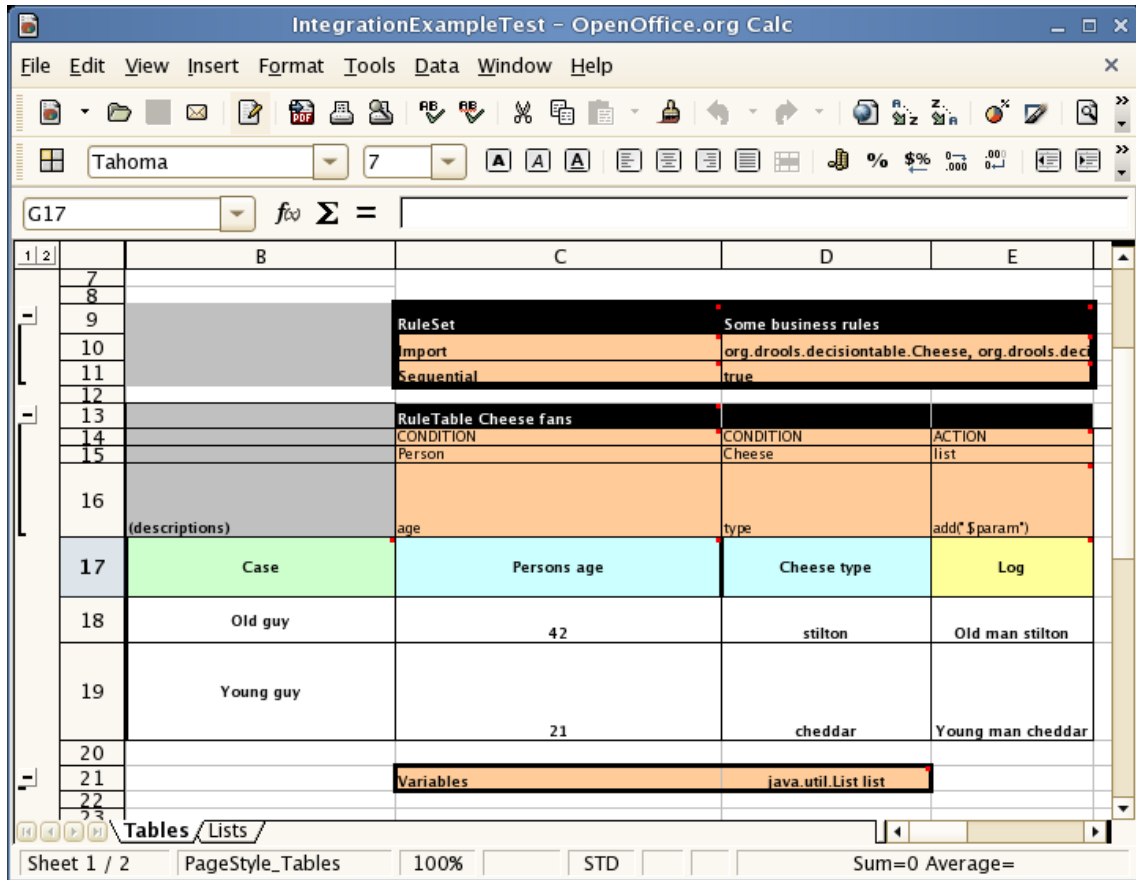 IntegrationExampleTest – OpenOffice.org Calc
File Edit View Insert Format Tools Data Window Help
Tahoma 7
G17 f(x) Σ =
1 2 B C D E
7
8
9 RuleSet Some business rules
10 Import org.drools.decisiontable.Cheese, org.drools.deci
11 Sequential true
12
13 RuleTable Cheese fans
14 CONDITION CONDITION ACTION
15 Person Cheese list
16 (descriptions) age type add("$param")
17 Case Persons age Cheese type Log
18 Old guy 42 stilton Old man stilton
19 Young guy 21 cheddar Young man cheddar
20
21 Variables java.util.List list
22
23
Tables Lists
Sheet 1 / 2 PageStyle_Tables 100% STD Sum=0 Average=